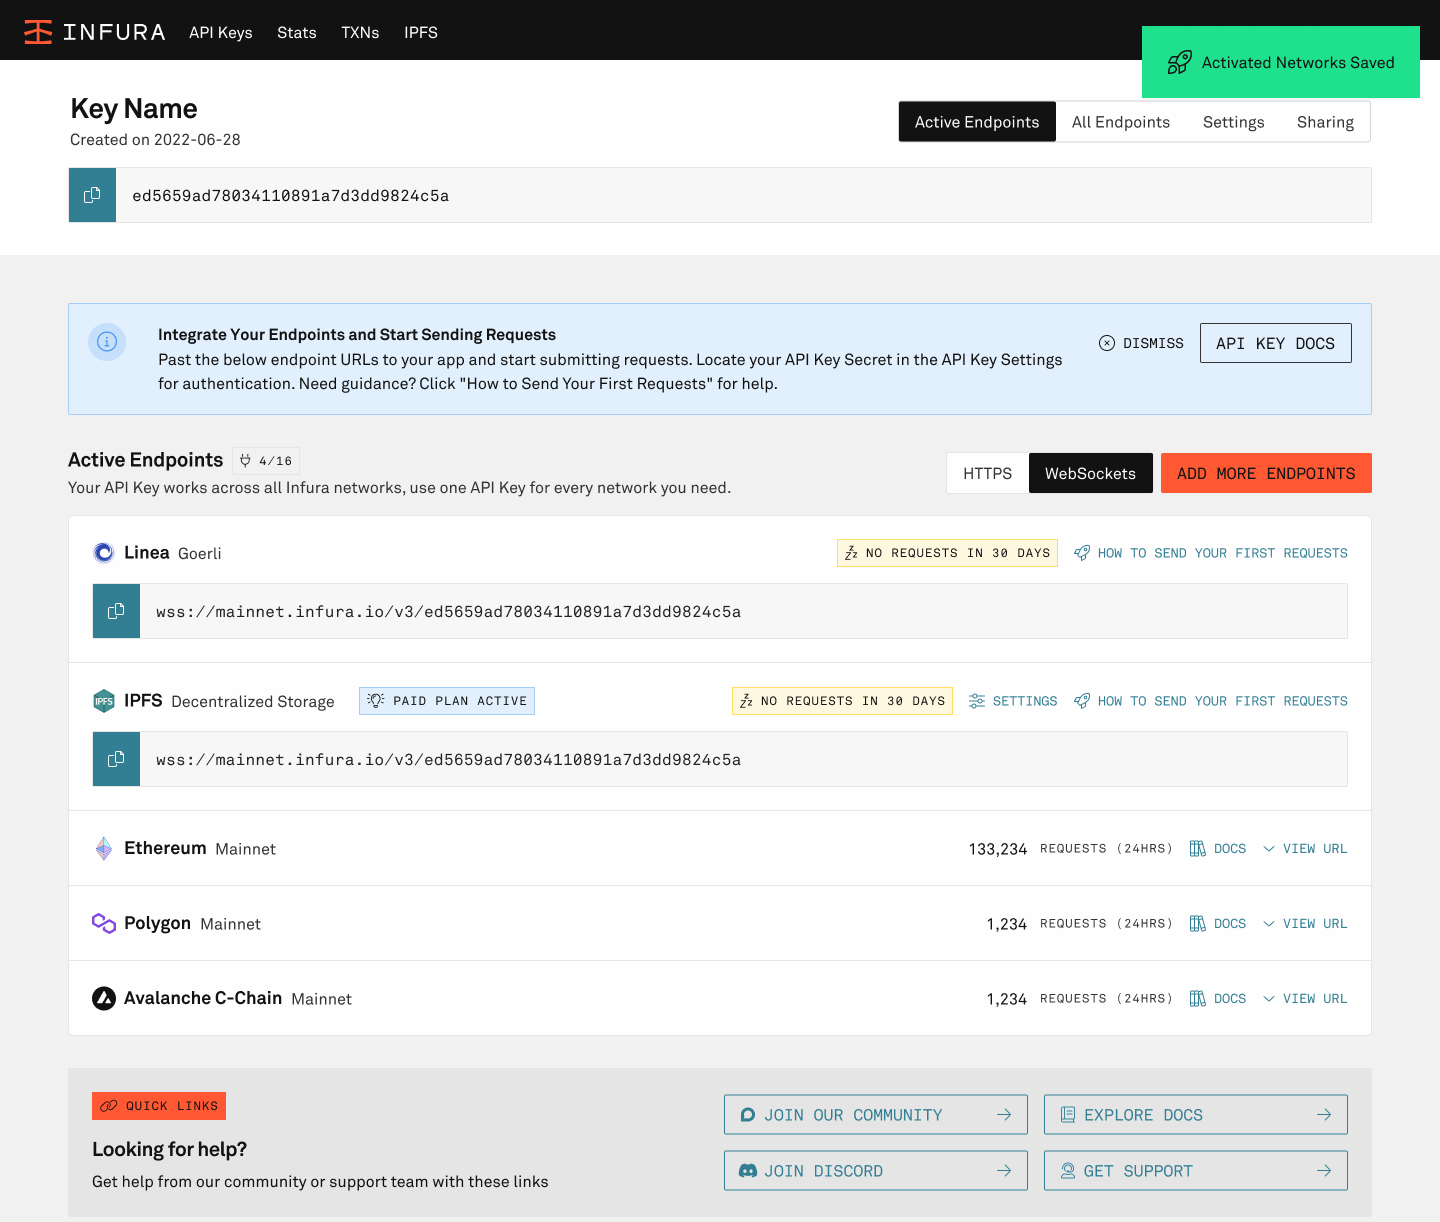 INFURA API Keys Stats TXNs IPFS
Activated Networks Saved
Key Name
Created on 2022-06-28
Active Endpoints All Endpoints Settings Sharing
ed5659ad78034110891a7d3dd9824c5a
Integrate Your Endpoints and Start Sending Requests
Past the below endpoint URLs to your app and start submitting requests. Locate your API Key Secret in the API Key Settings
for authentication. Need guidance? Click "How to Send Your First Requests" for help.
DISMISS API KEY DOCS
Active Endpoints 4/16
Your API Key works across all Infura networks, use one API Key for every network you need.
HTTPS WebSockets ADD MORE ENDPOINTS
Linea Goerli NO REQUESTS IN 30 DAYS HOW TO SEND YOUR FIRST REQUESTS
wss://mainnet.infura.io/v3/ed5659ad78034110891a7d3dd9824c5a
IPFS IPFS Decentralized Storage PAID PLAN ACTIVE NO REQUESTS IN 30 DAYS SETTINGS HOW TO SEND YOUR FIRST REQUESTS
wss://mainnet.infura.io/v3/ed5659ad78034110891a7d3dd9824c5a
Ethereum Mainnet 133,234 REQUESTS (24HRS) DOCS VIEW URL
Polygon Mainnet 1,234 REQUESTS (24HRS) DOCS VIEW URL
Avalanche C-Chain Mainnet 1,234 REQUESTS (24HRS) DOCS VIEW URL
QUICK LINKS
Looking for help?
Get help from our community or support team with these links
JOIN OUR COMMUNITY EXPLORE DOCS
JOIN DISCORD GET SUPPORT